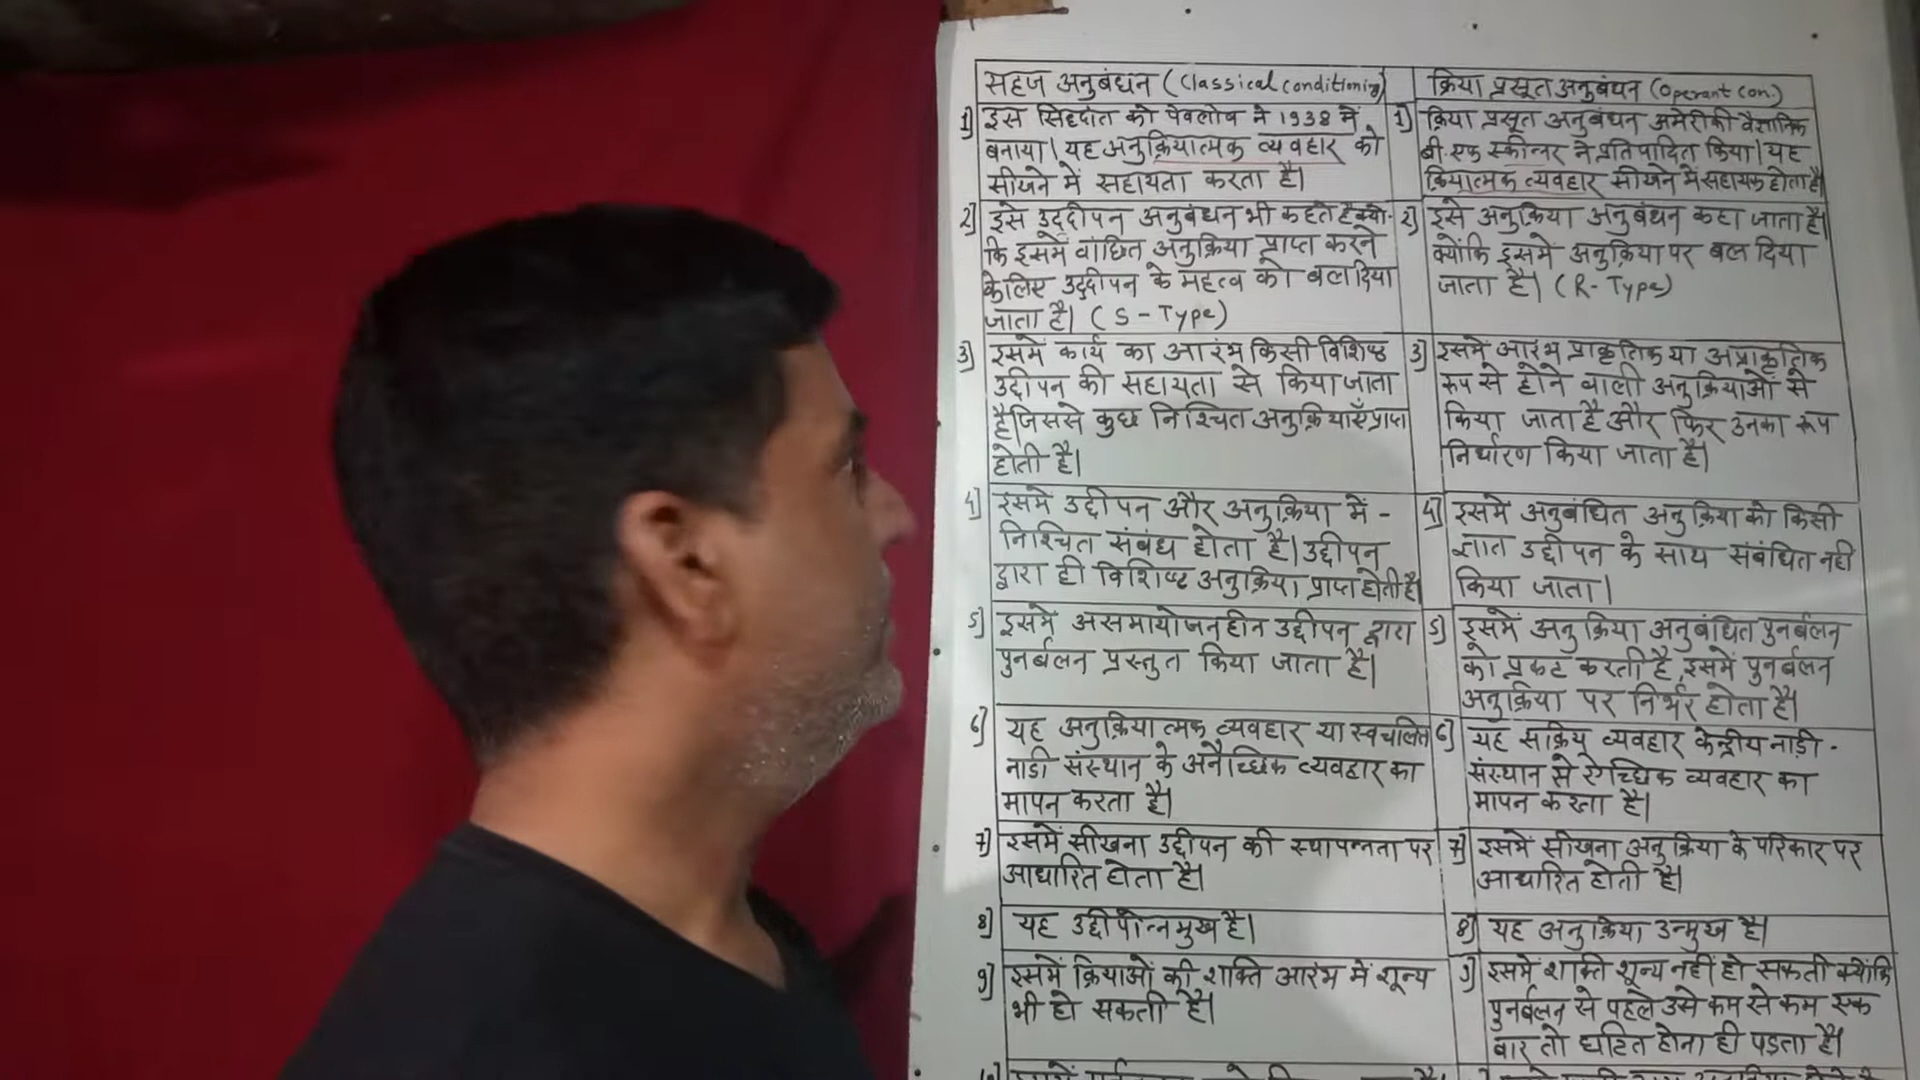 सहज अनुबंधन (Classical conditioning)
क्रिया प्रसूत अनुबंधन (Operant con.)
1] इस सिद्दांत को पेवलोव ने 1938 में
बनाया। यह अनुक्रियात्मक व्यवहार को
सीखने में सहायता करता है।
1] क्रिया प्रसूत अनुबंधन अमेरीकी वैज्ञानिक
बी. एफ स्कीनर ने प्रतिपादित किया। यह
क्रियात्मक व्यवहार सीखने में सहायक होता है
2] इसे उद्दीपन अनुबंधन भी कहते है क्यो-
कि इसमें वांछित अनुक्रिया प्राप्त करने
के लिए उद्दीपन के महत्व को बल दिया
जाता है। (S - Type)
2] इसे अनुक्रिया अनुबंधन कहा जाता है।
क्योंकि इसमे अनुक्रिया पर बल दिया
जाता है। (R- Type)
3] इसमें कार्य का आरंभ किसी विशिष्ठ
उद्दीपन की सहायता से किया जाता
है जिससे कुछ निश्चित अनुक्रियाएँ प्राप्त
होती है।
3] इसमे आरंभ प्राकृतिक या अप्राकृतिक
रूप से होने वाली अनुक्रियाओं से
किया जाता है और फिर उनका रूप
निर्धारण किया जाता है।
4] इसमे उद्दीपन और अनुक्रिया में -
निश्चित संबंध होता है। उद्दीपन
द्वारा ही विशिष्ट अनुक्रिया प्राप्त होती है।
4] इसमे अनुबंधित अनुक्रिया को किसी
ज्ञात उद्दीपन के साथ संबंधित नही
किया जाता।
5] इसमे असमायोजनहीन उद्दीपन द्वारा
पुनर्बलन प्रस्तुत किया जाता है।
5] इसमें अनुक्रिया अनुबंधित पुनर्बलन
को प्रकट करती है, इसमें पुनर्बलन
अनुक्रिया पर निर्भर होता है।
6] यह अनुक्रियात्मक व्यवहार या स्वचलित
नाडी संस्थान के अनैच्छिक व्यवहार का
मापन करता है।
6] यह सक्रिय व्यवहार केन्द्रीय नाड़ी -
संस्थान से ऐच्छिक व्यवहार का
मापन करता है।
7] इसमें सीखना उद्दीपन की स्थापन्नता पर
आधारित होता है।
7] इसमें सीखना अनुक्रिया के परिकार पर
आधारित होती है।
8] यह उद्दीपोन्नमुख है।
8] यह अनुक्रिया उन्मुख है।
9] इसमें क्रियाओं की शक्ति आरंभ में शून्य
भी हो सकती है।
9] इसमे शक्ति शून्य नहीं हो सकती क्योंकि
पुनर्बलन से पहले उसे कम से कम एक
बार तो घटित होना ही पड़ता है।